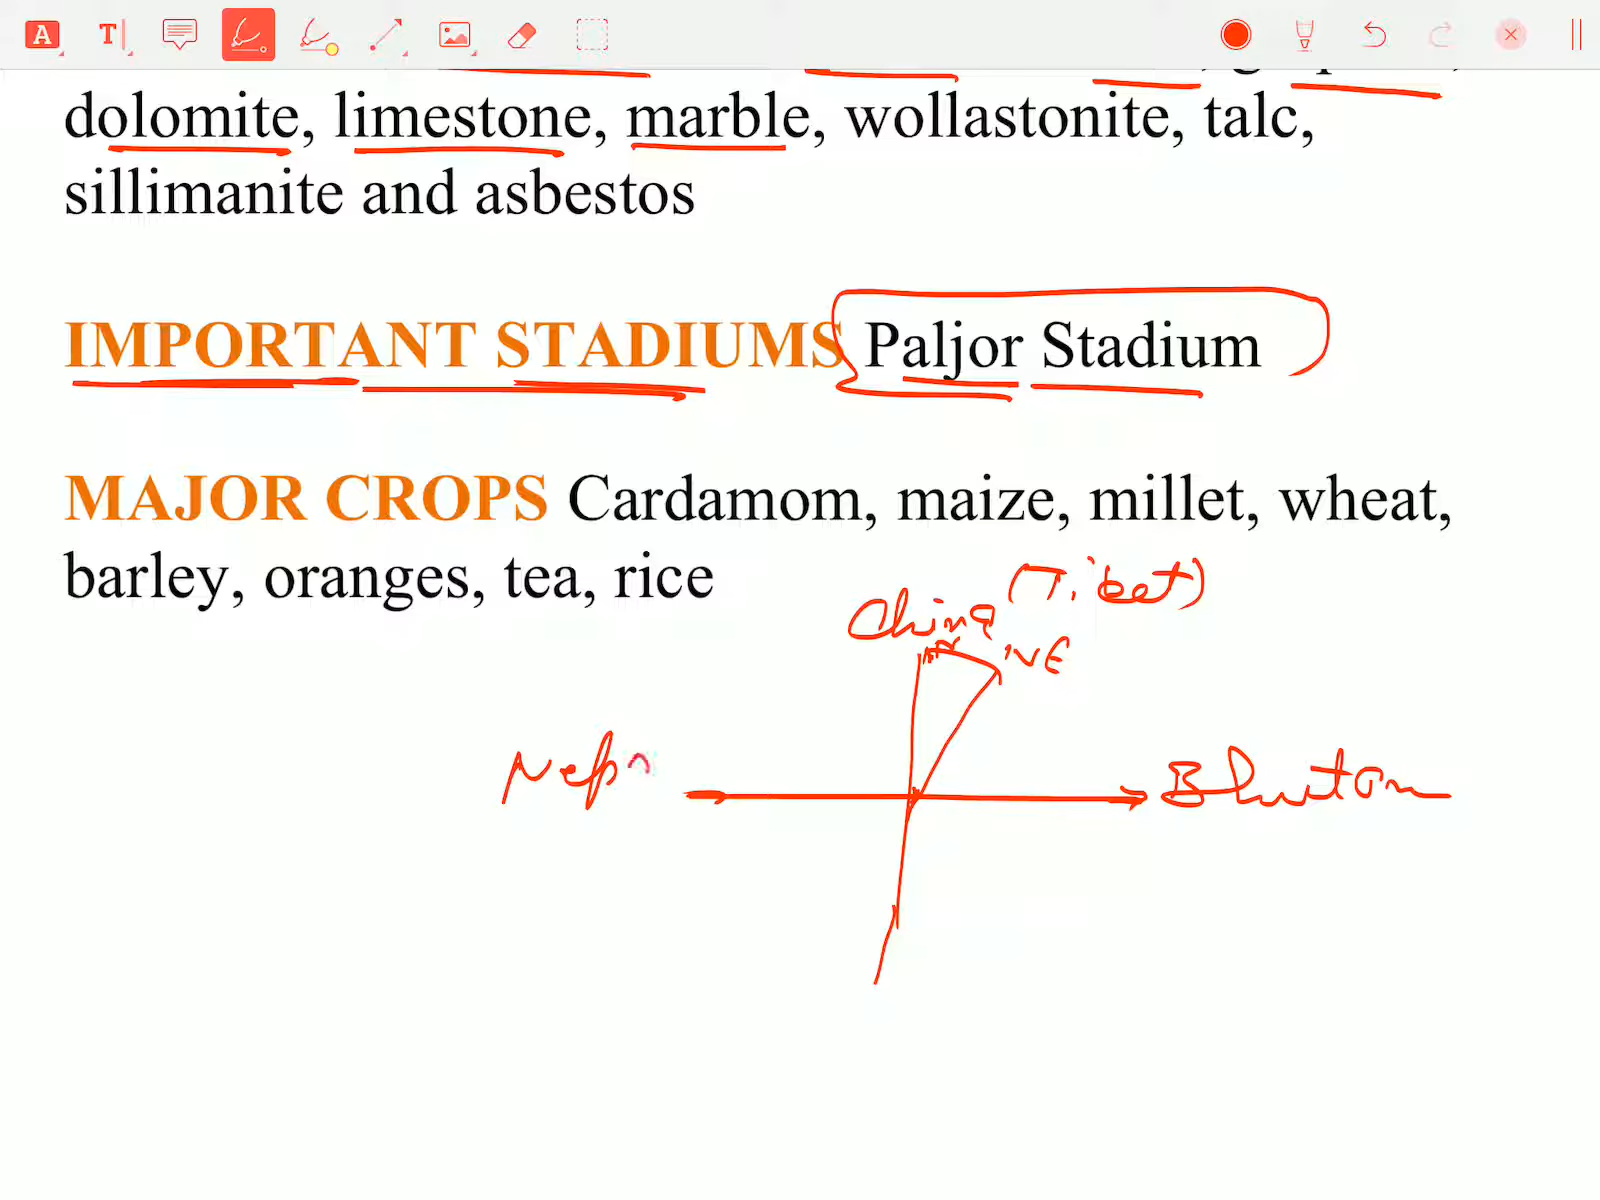 dolomite, limestone, marble, wollastonite, talc,
sillimanite and asbestos
IMPORTANT STADIUMS Paljor Stadium
MAJOR CROPS Cardamom, maize, millet, wheat,
barley, oranges, tea, rice
China (Tibet)
N NE
Nepa
Bhutan